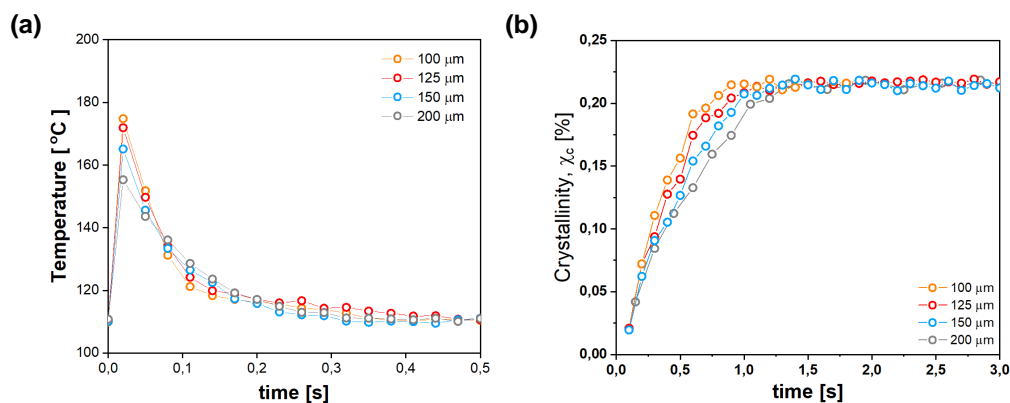 (a)
Temperature [ °C]
200
180
160
140
120
100
0,0 0,1 0,2 0,3 0,4 0,5
time [s]
100 μm
125 μm
150 μm
200 μm
(b)
Crystallinity, χc [%]
0,25
0,20
0,15
0,10
0,05
0,00
0,0 0,5 1,0 1,5 2,0 2,5 3,0
time [s]
100 μm
125 μm
150 μm
200 μm